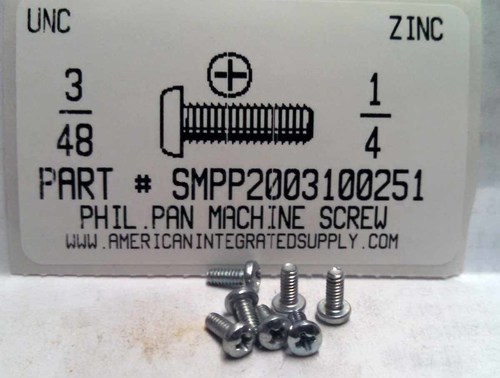 UNC ZINC
3 1
48 4
PART # SMPP2003100251
PHIL.PAN MACHINE SCREW
WWW.AMERICANINTEGRATEDSUPPLY.COM